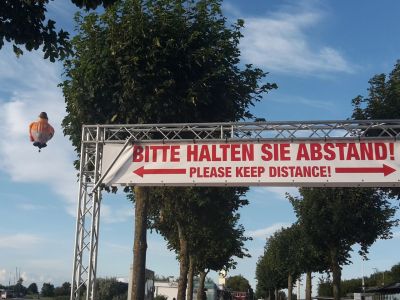 BITTE HALTEN SIE ABSTAND!
PLEASE KEEP DISTANCE!